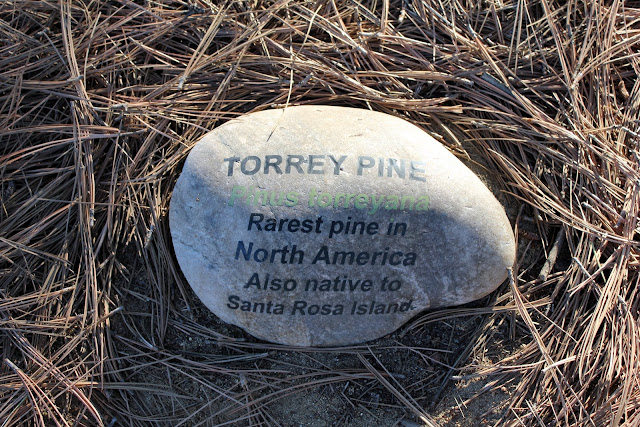 TORREY PINE
Pinus torreyana
Rarest pine in
North America
Also native to
Santa Rosa Island.